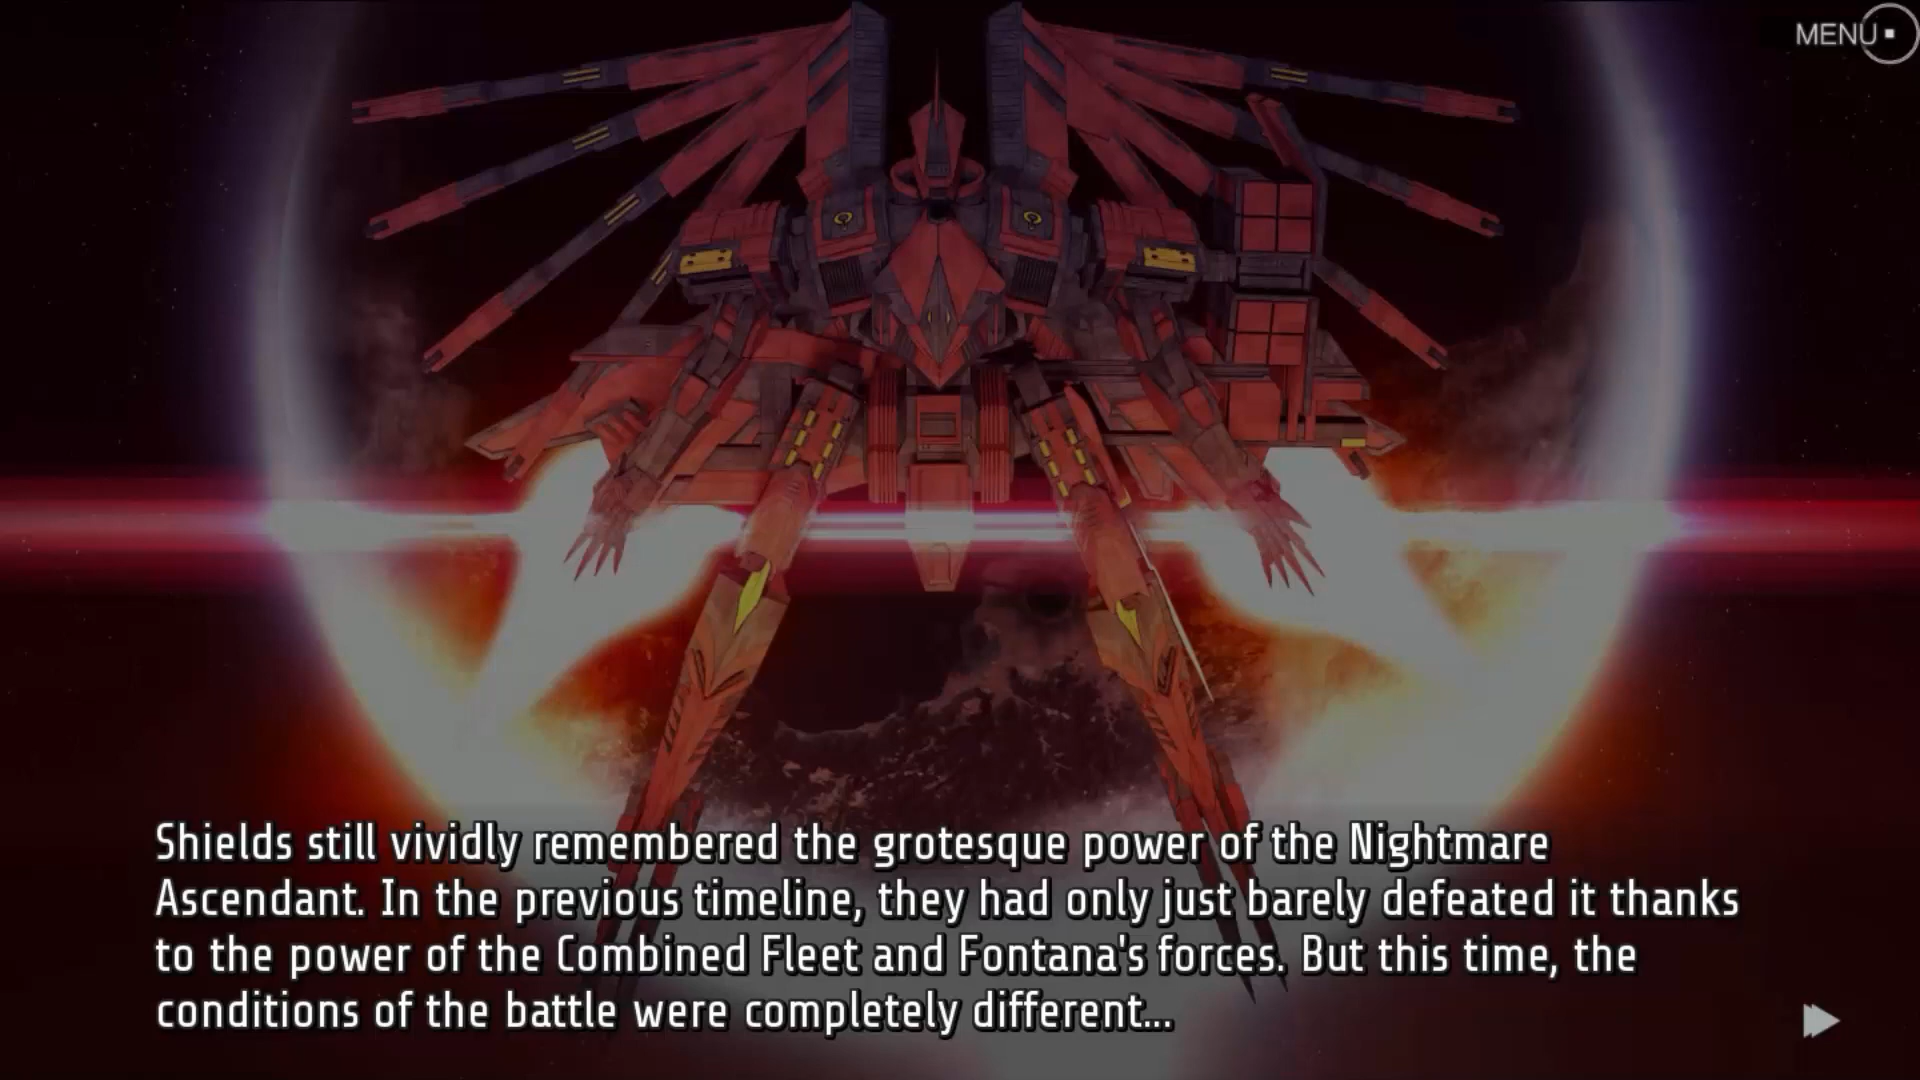 MENU
Shields still vividly remembered the grotesque power of the Nightmare
Ascendant. In the previous timeline, they had only just barely defeated it thanks
to the power of the Combined Fleet and Fontana's forces. But this time, the
conditions of the battle were completely different...